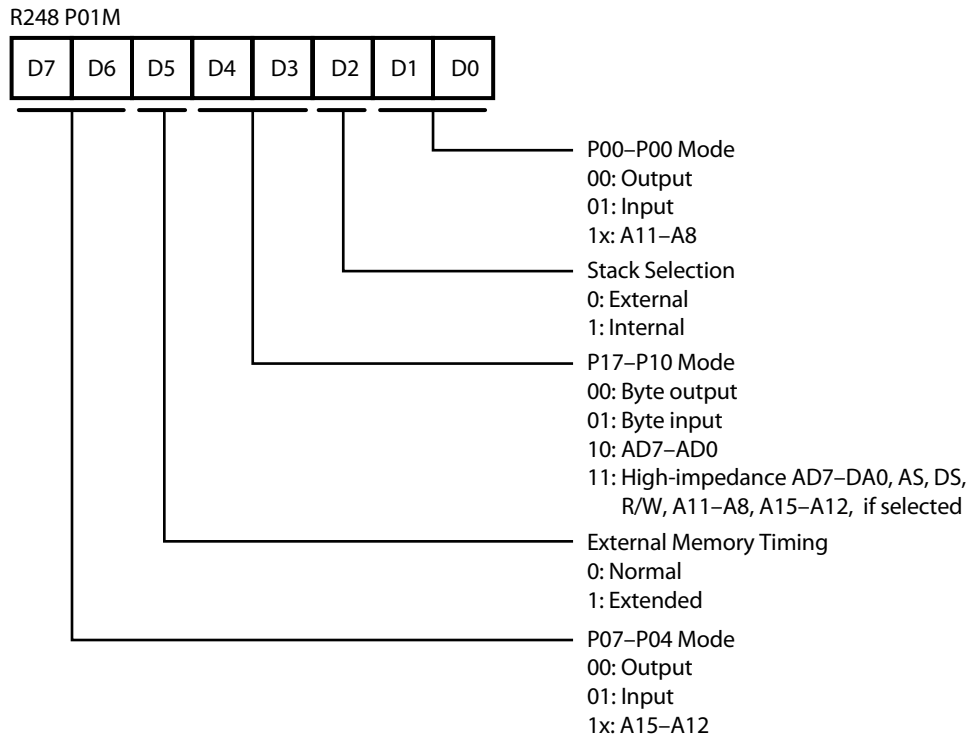 R248 P01M
D7 D6 D5 D4 D3 D2 D1 D0
P00–P00 Mode
00: Output
01: Input
1x: A11–A8
Stack Selection
0: External
1: Internal
P17–P10 Mode
00: Byte output
01: Byte input
10: AD7–AD0
11: High-impedance AD7–DA0, AS, DS,
R/W, A11–A8, A15–A12, if selected
External Memory Timing
0: Normal
1: Extended
P07–P04 Mode
00: Output
01: Input
1x: A15–A12